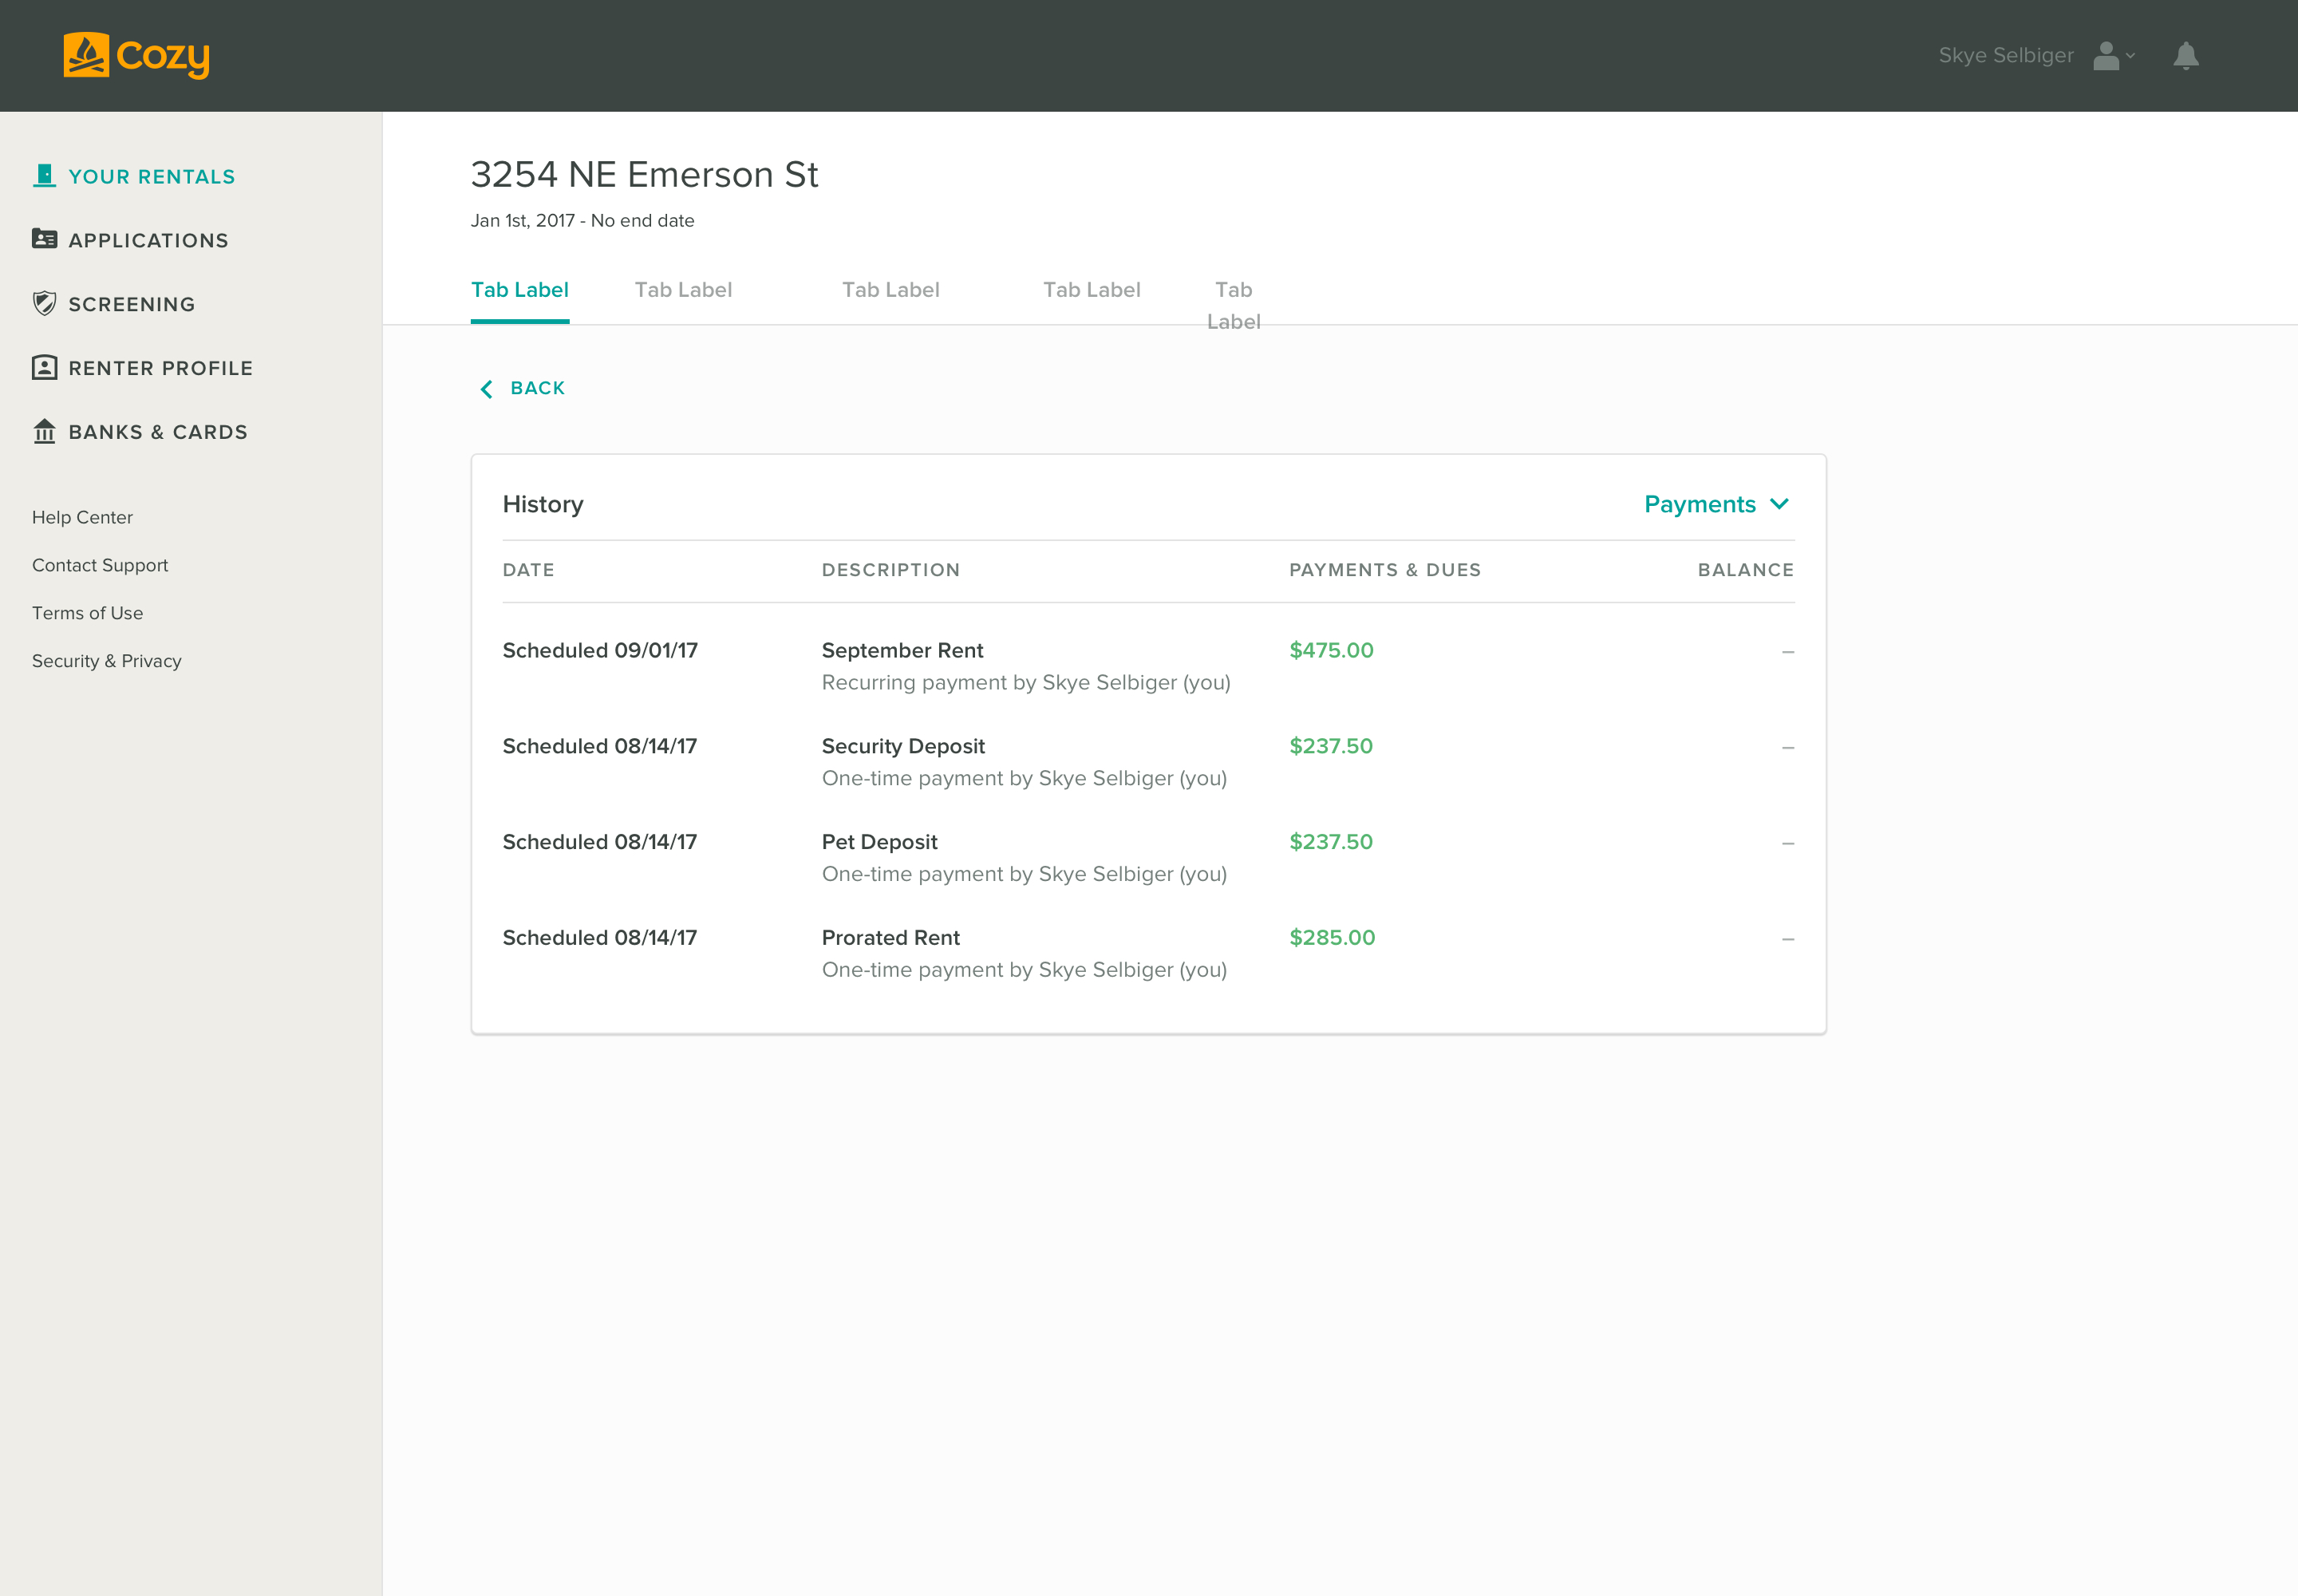 Cozy
Skye Selbiger
YOUR RENTALS
APPLICATIONS
SCREENING
RENTER PROFILE
BANKS & CARDS
Help Center
Contact Support
Terms of Use
Security & Privacy
3254 NE Emerson St
Jan 1st, 2017 - No end date
Tab Label
Tab Label
Tab Label
Tab Label
Tab
Label
BACK
History
Payments
DATE DESCRIPTION PAYMENTS & DUES BALANCE
Scheduled 09/01/17 September Rent $475.00 –
Recurring payment by Skye Selbiger (you)
Scheduled 08/14/17 Security Deposit $237.50 –
One-time payment by Skye Selbiger (you)
Scheduled 08/14/17 Pet Deposit $237.50 –
One-time payment by Skye Selbiger (you)
Scheduled 08/14/17 Prorated Rent $285.00 –
One-time payment by Skye Selbiger (you)